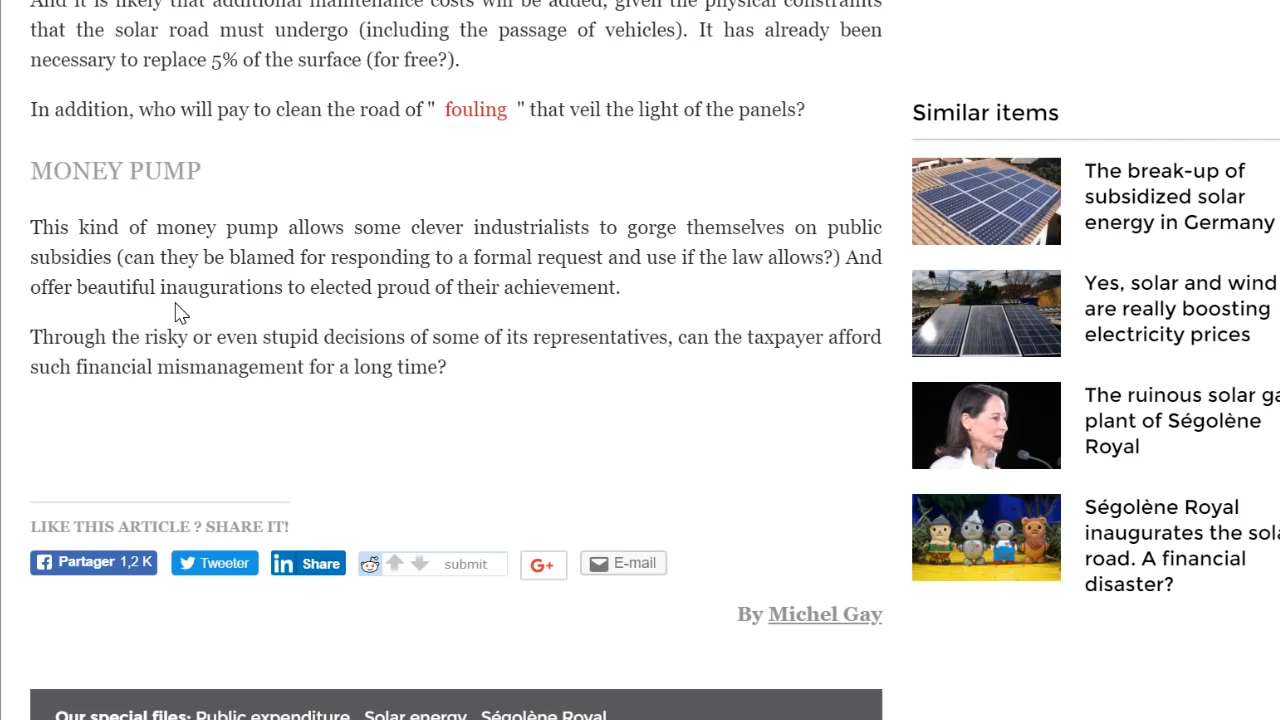 And it is likely that additional maintenance costs will be added, given the physical constraints
that the solar road must undergo (including the passage of vehicles). It has already been
necessary to replace 5% of the surface (for free?).
In addition, who will pay to clean the road of " fouling " that veil the light of the panels?
MONEY PUMP
This kind of money pump allows some clever industrialists to gorge themselves on public
subsidies (can they be blamed for responding to a formal request and use if the law allows?) And
offer beautiful inaugurations to elected proud of their achievement.
Through the risky or even stupid decisions of some of its representatives, can the taxpayer afford
such financial mismanagement for a long time?
LIKE THIS ARTICLE ? SHARE IT!
Partager 1,2 K
Tweeter
in Share
submit
G+
E-mail
By Michel Gay
Our special files: Public expenditure Solar energy Ségolène Royal
Similar items
The break-up of
subsidized solar
energy in Germany
Yes, solar and wind
are really boosting
electricity prices
The ruinous solar ga
plant of Ségolène
Royal
Ségolène Royal
inaugurates the sola
road. A financial
disaster?